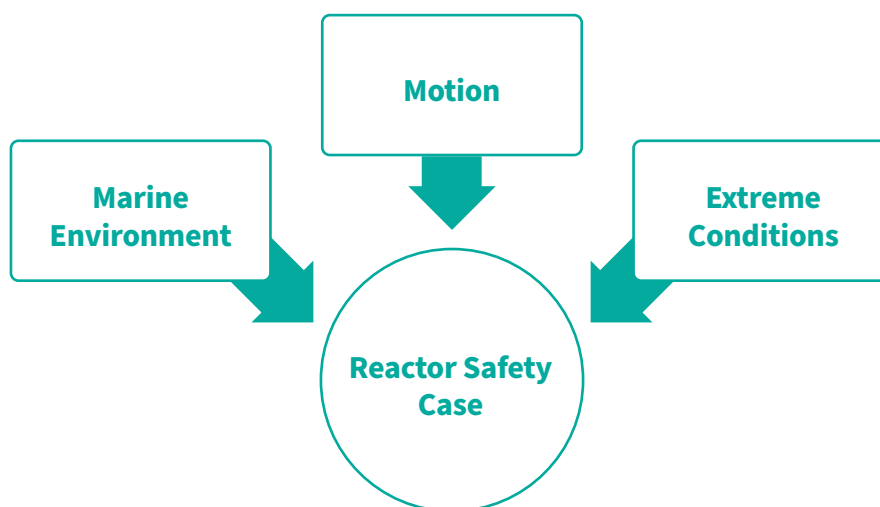 Motion
Marine
Environment
Extreme
Conditions
Reactor Safety
Case